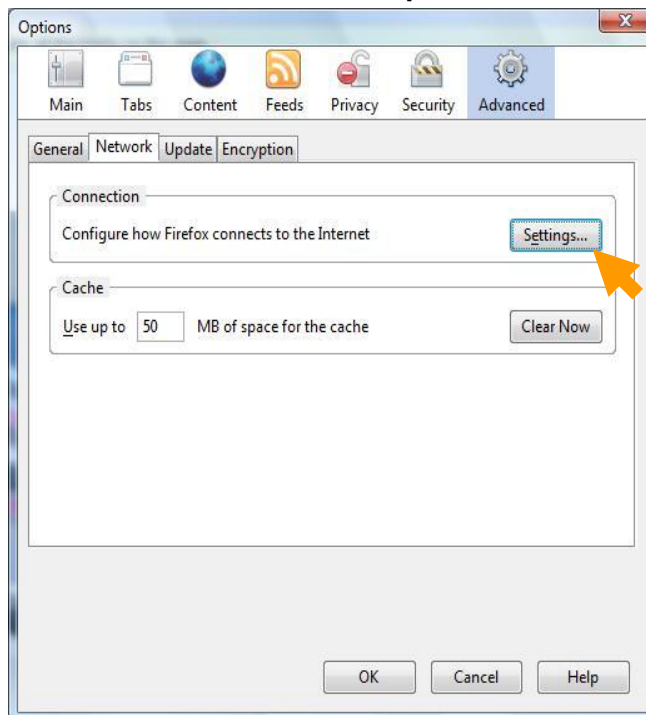 Options
X
Main Tabs Content Feeds Privacy Security Advanced
General Network Update Encryption
Connection
Configure how Firefox connects to the Internet Settings...
Cache
Use up to 50 MB of space for the cache Clear Now
OK Cancel Help